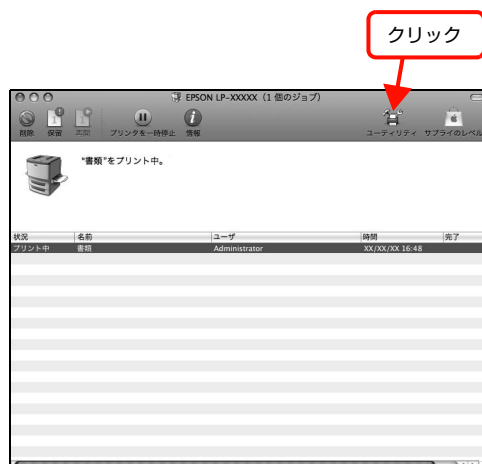 クリック
EPSON LP-XXXXX（1 個のジョブ）
削除 保留 再開 プリンタを一時停止 情報 ユーティリティ サプライのレベル
"書類"をプリント中。
状況 名前 ユーザ 時間 完了
プリント中 書類 Administrator XX/XX/XX 16:48